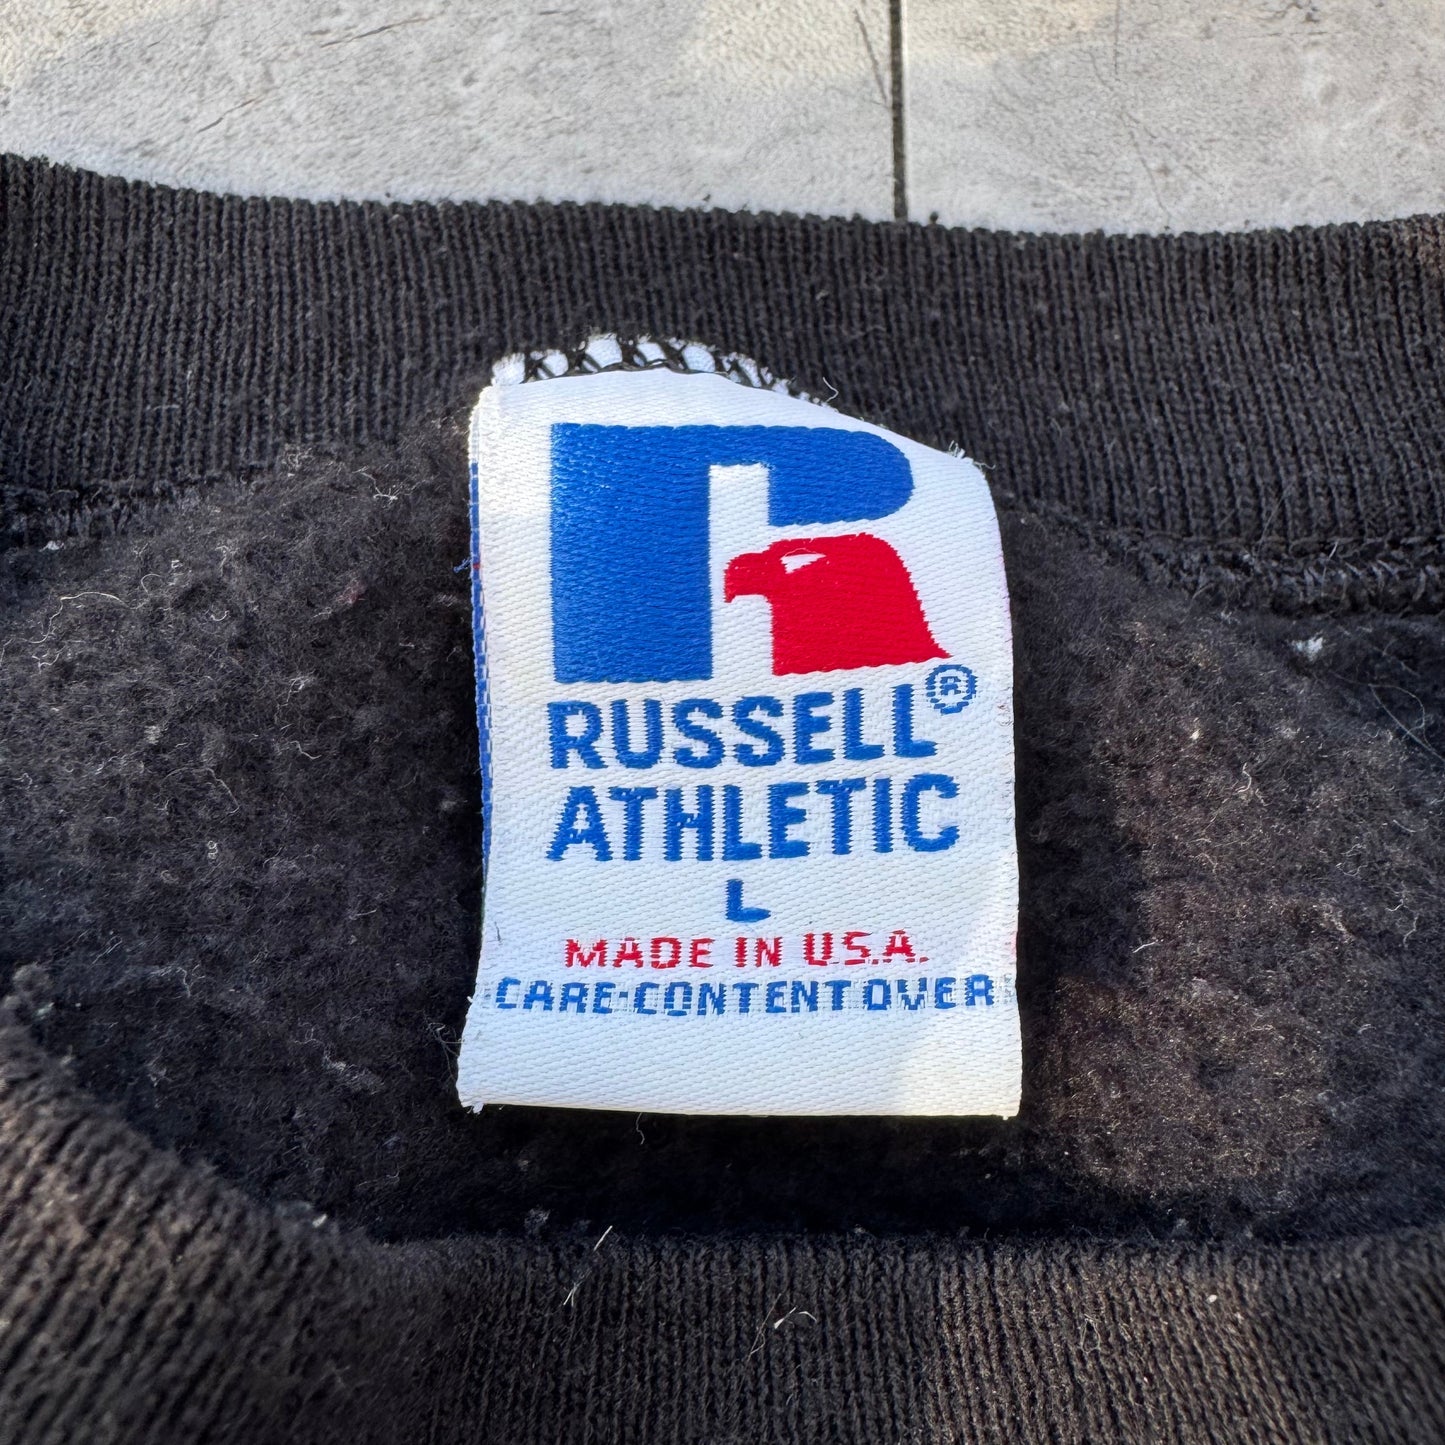 RUSSELL®
ATHLETIC
L
MADE IN U.S.A.
CARE·CONTENT OVER